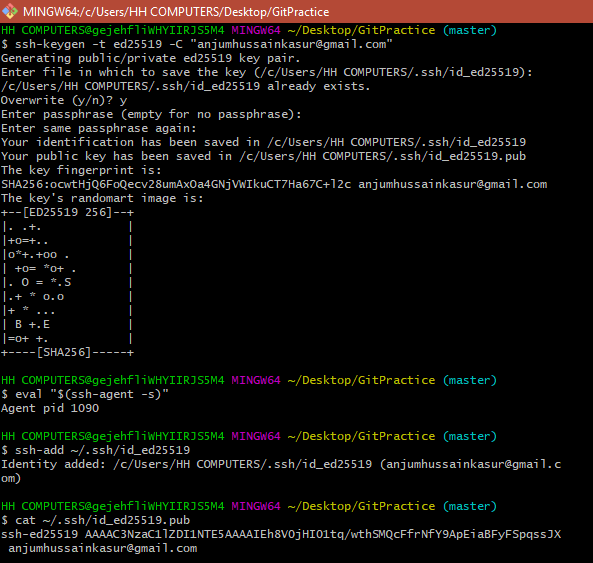 MINGW64:/c/Users/HH COMPUTERS/Desktop/GitPractice
HH COMPUTERS@gejehfliWHYIIRJS5M4 MINGW64 ~/Desktop/GitPractice (master)
$ ssh-keygen -t ed25519 -C "anjumhussainkasur@gmail.com"
Generating public/private ed25519 key pair.
Enter file in which to save the key (/c/Users/HH COMPUTERS/.ssh/id_ed25519):
/c/Users/HH COMPUTERS/.ssh/id_ed25519 already exists.
Overwrite (y/n)? y
Enter passphrase (empty for no passphrase):
Enter same passphrase again:
Your identification has been saved in /c/Users/HH COMPUTERS/.ssh/id_ed25519
Your public key has been saved in /c/Users/HH COMPUTERS/.ssh/id_ed25519.pub
The key fingerprint is:
SHA256:ocwtHjQ6FoQecv28umAxOa4GNjVWIkuCT7Ha67C+l2c anjumhussainkasur@gmail.com
The key's randomart image is:
+--[ED25519 256]--+
|. .+.            |
|+o=+..           |
|o*+.+oo .        |
| +o= *o+ .       |
|. O = *.S        |
|.+ * o.o         |
|+ * ...          |
| B +.E           |
|=o+ +.           |
+----[SHA256]-----+
HH COMPUTERS@gejehfliWHYIIRJS5M4 MINGW64 ~/Desktop/GitPractice (master)
$ eval "$(ssh-agent -s)"
Agent pid 1090
HH COMPUTERS@gejehfliWHYIIRJS5M4 MINGW64 ~/Desktop/GitPractice (master)
$ ssh-add ~/.ssh/id_ed25519
Identity added: /c/Users/HH COMPUTERS/.ssh/id_ed25519 (anjumhussainkasur@gmail.c
om)
HH COMPUTERS@gejehfliWHYIIRJS5M4 MINGW64 ~/Desktop/GitPractice (master)
$ cat ~/.ssh/id_ed25519.pub
ssh-ed25519 AAAAC3NzaC1lZDI1NTE5AAAAIEh8VOjHIO1tq/wthSMQcFfrNfY9ApEiaBFyFSpqssJX
anjumhussainkasur@gmail.com